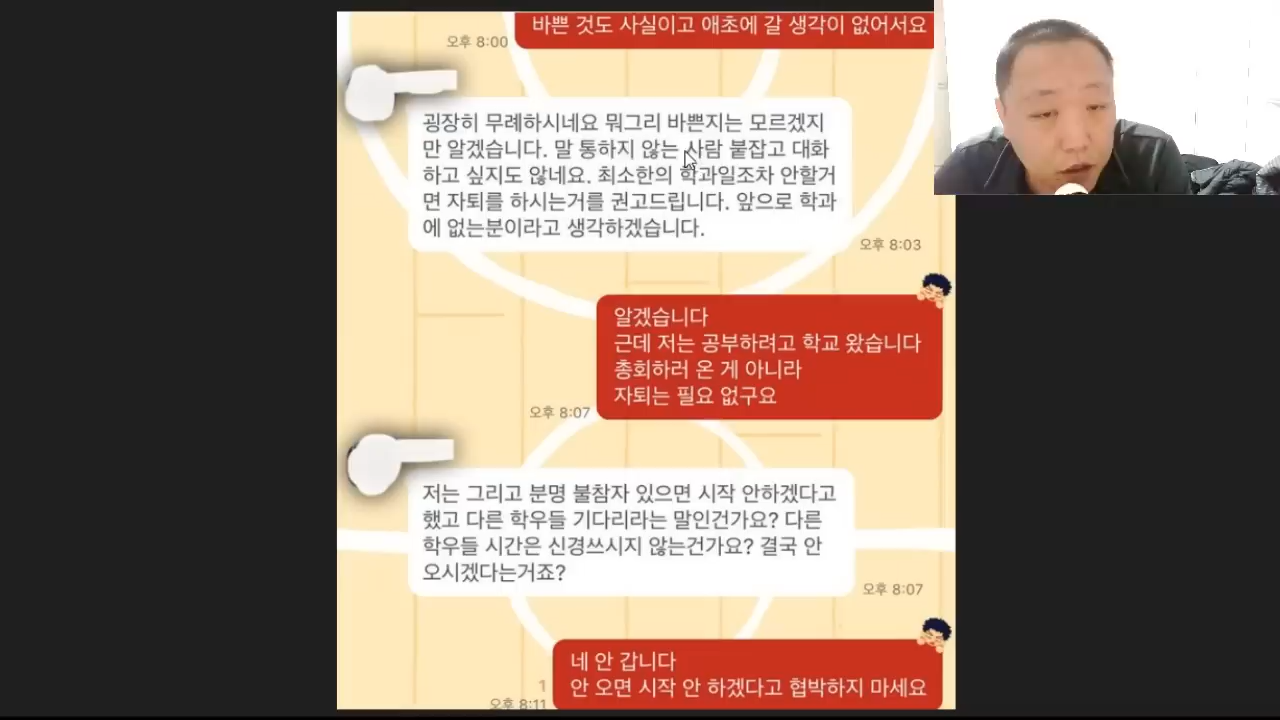 바쁜 것도 사실이고 애초에 갈 생각이 없어서요
오후 8:00
굉장히 무례하시네요 뭐그리 바쁜지는 모르겠지
만 알겠습니다. 말 통하지 않는 사람 붙잡고 대화
하고 싶지도 않네요. 최소한의 학과일조차 안할거
면 자퇴를 하시는거를 권고드립니다. 앞으로 학과
에 없는분이라고 생각하겠습니다.
오후 8:03
알겠습니다
근데 저는 공부하려고 학교 왔습니다
총회하러 온 게 아니라
자퇴는 필요 없구요
오후 8:07
저는 그리고 분명 불참자 있으면 시작 안하겠다고
했고 다른 학우들 기다리라는 말인건가요? 다른
학우들 시간은 신경쓰시지 않는건가요? 결국 안
오시겠다는거죠?
오후 8:07
네 안 갑니다
안 오면 시작 안 하겠다고 협박하지 마세요
1
오후 8:11